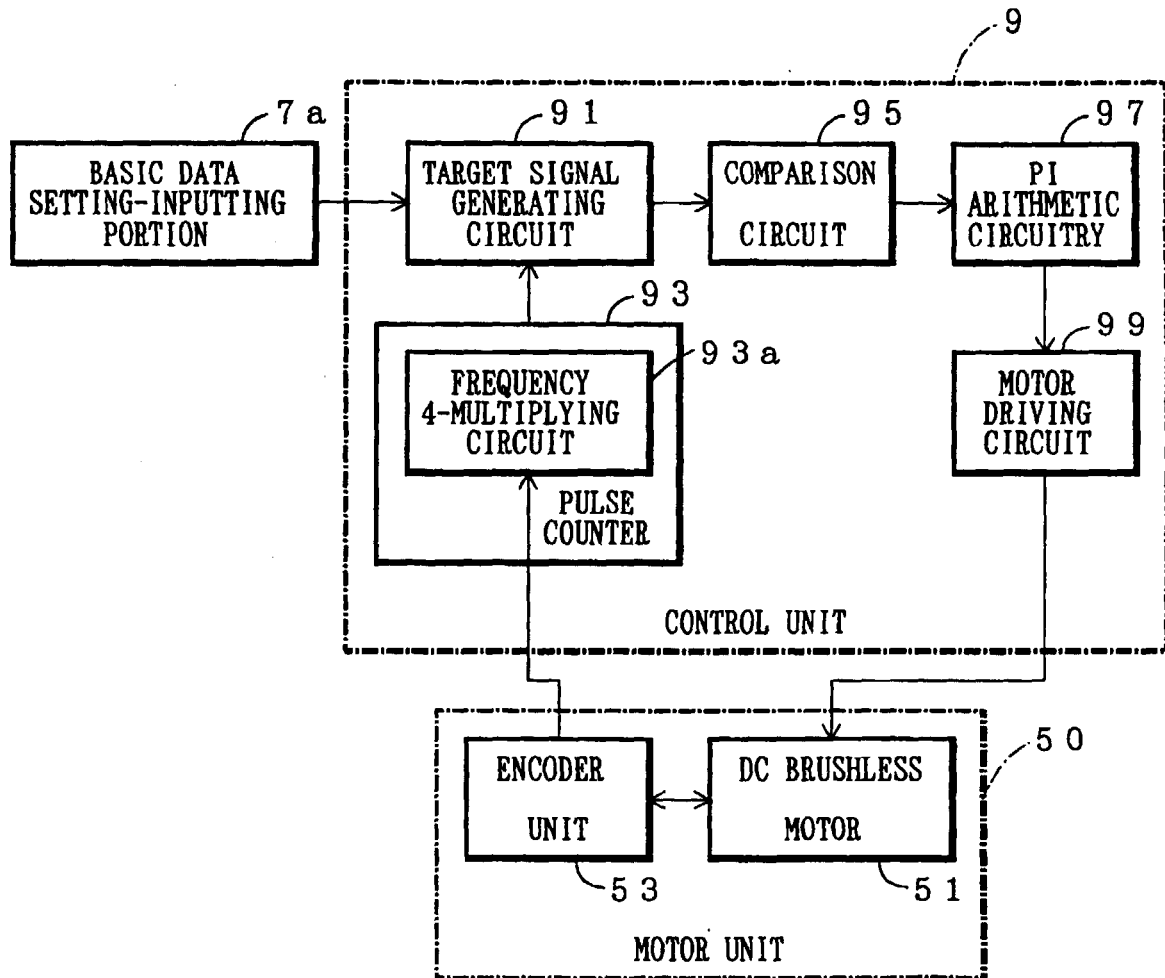 9
7a
91
95
97
BASIC DATA
SETTING-INPUTTING
PORTION
TARGET SIGNAL
GENERATING
CIRCUIT
COMPARISON
CIRCUIT
PI
ARITHMETIC
CIRCUITRY
93
93a
99
FREQUENCY
4-MULTIPLYING
CIRCUIT
MOTOR
DRIVING
CIRCUIT
PULSE
COUNTER
CONTROL UNIT
50
ENCODER
UNIT
DC BRUSHLESS
MOTOR
53
51
MOTOR UNIT